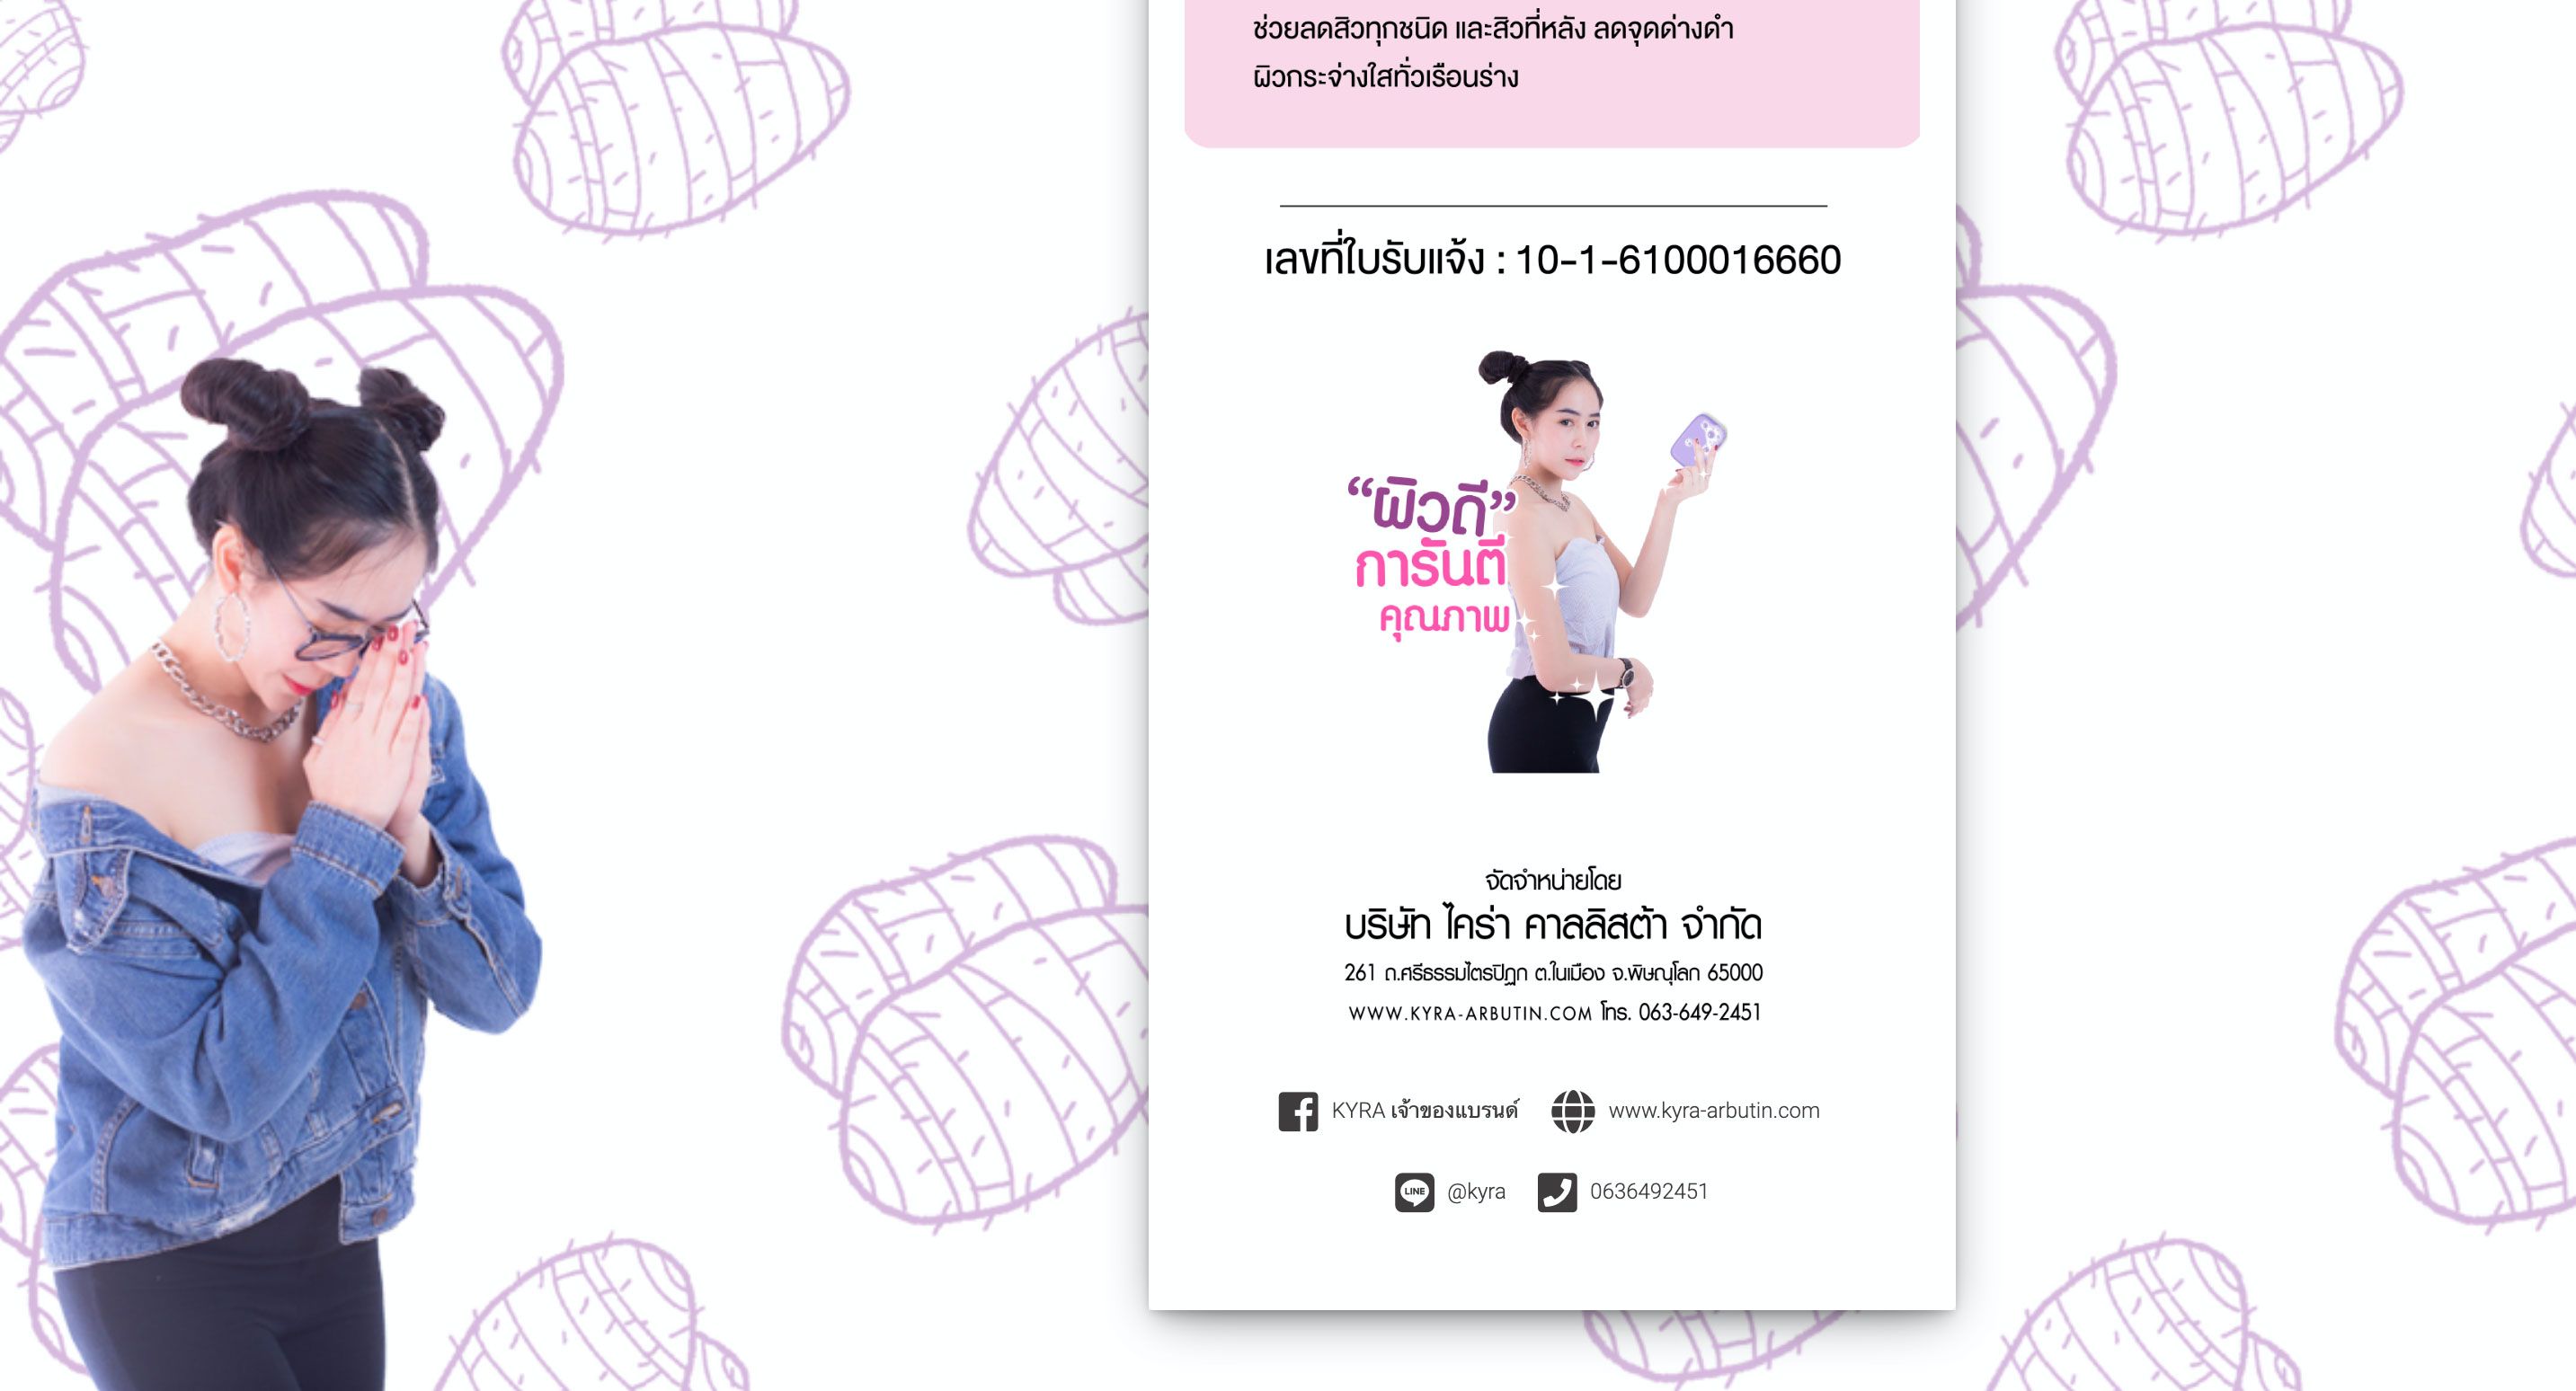 ช่วยลดสิวทุกชนิด และสิวที่หลัง ลดจุดด่างดำ
ผิวกระจ่างใสทั่วเรือนร่าง
เลขที่ใบรับแจ้ง : 10-1-6100016660
“ผิวดี”
การันตี
คุณภาพ
จัดจำหน่ายโดย
บริษัท ไคร่า คาลลิสต้า จำกัด
261 ถ.ศรีธรรมไตรปิฎก ต.ในเมือง จ.พิษณุโลก 65000
WWW.KYRA-ARBUTIN.COM โทร. 063-649-2451
KYRA เจ้าของแบรนด์ www.kyra-arbutin.com
LINE @kyra 0636492451